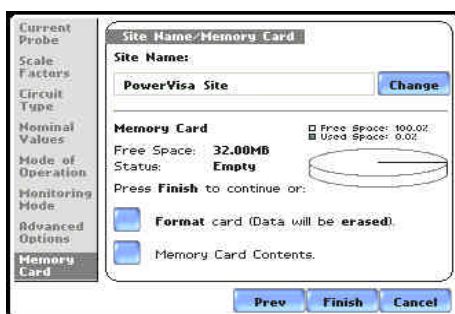 Current
Probe
Scale
Factors
Circuit
Type
Nominal
Values
Mode of
Operation
Monitoring
Mode
Advanced
Options
Memory
Card
Site Name/Memory Card
Site Name:
PowerVisa Site
Change
Memory Card
Free Space: 100.0%
Used Space: 0.0%
Free Space: 32.00MB
Status: Empty
Press Finish to continue or:
Format card (Data will be erased).
Memory Card Contents.
Prev
Finish
Cancel